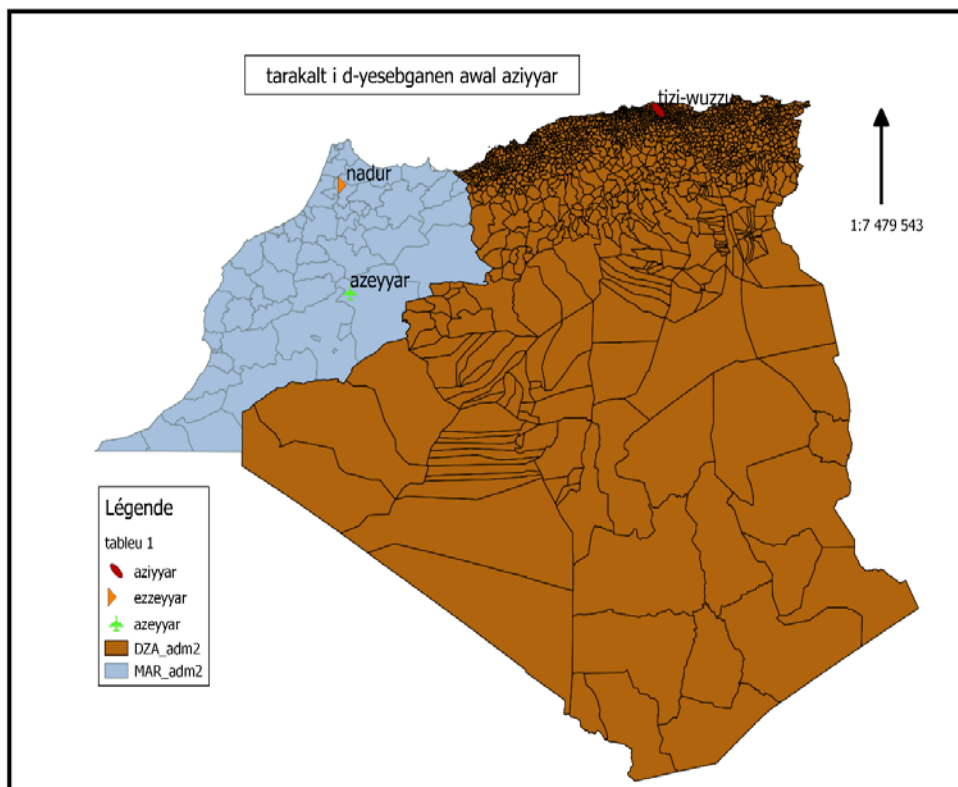 tarakalt i d-yesebganen awal aziyyar
tizi-wuzzu
nadur
azeyyar
1:7 479 543
Légende
tableu 1
aziyyar
ezzeyyar
azeyyar
DZA_adm2
MAR_adm2